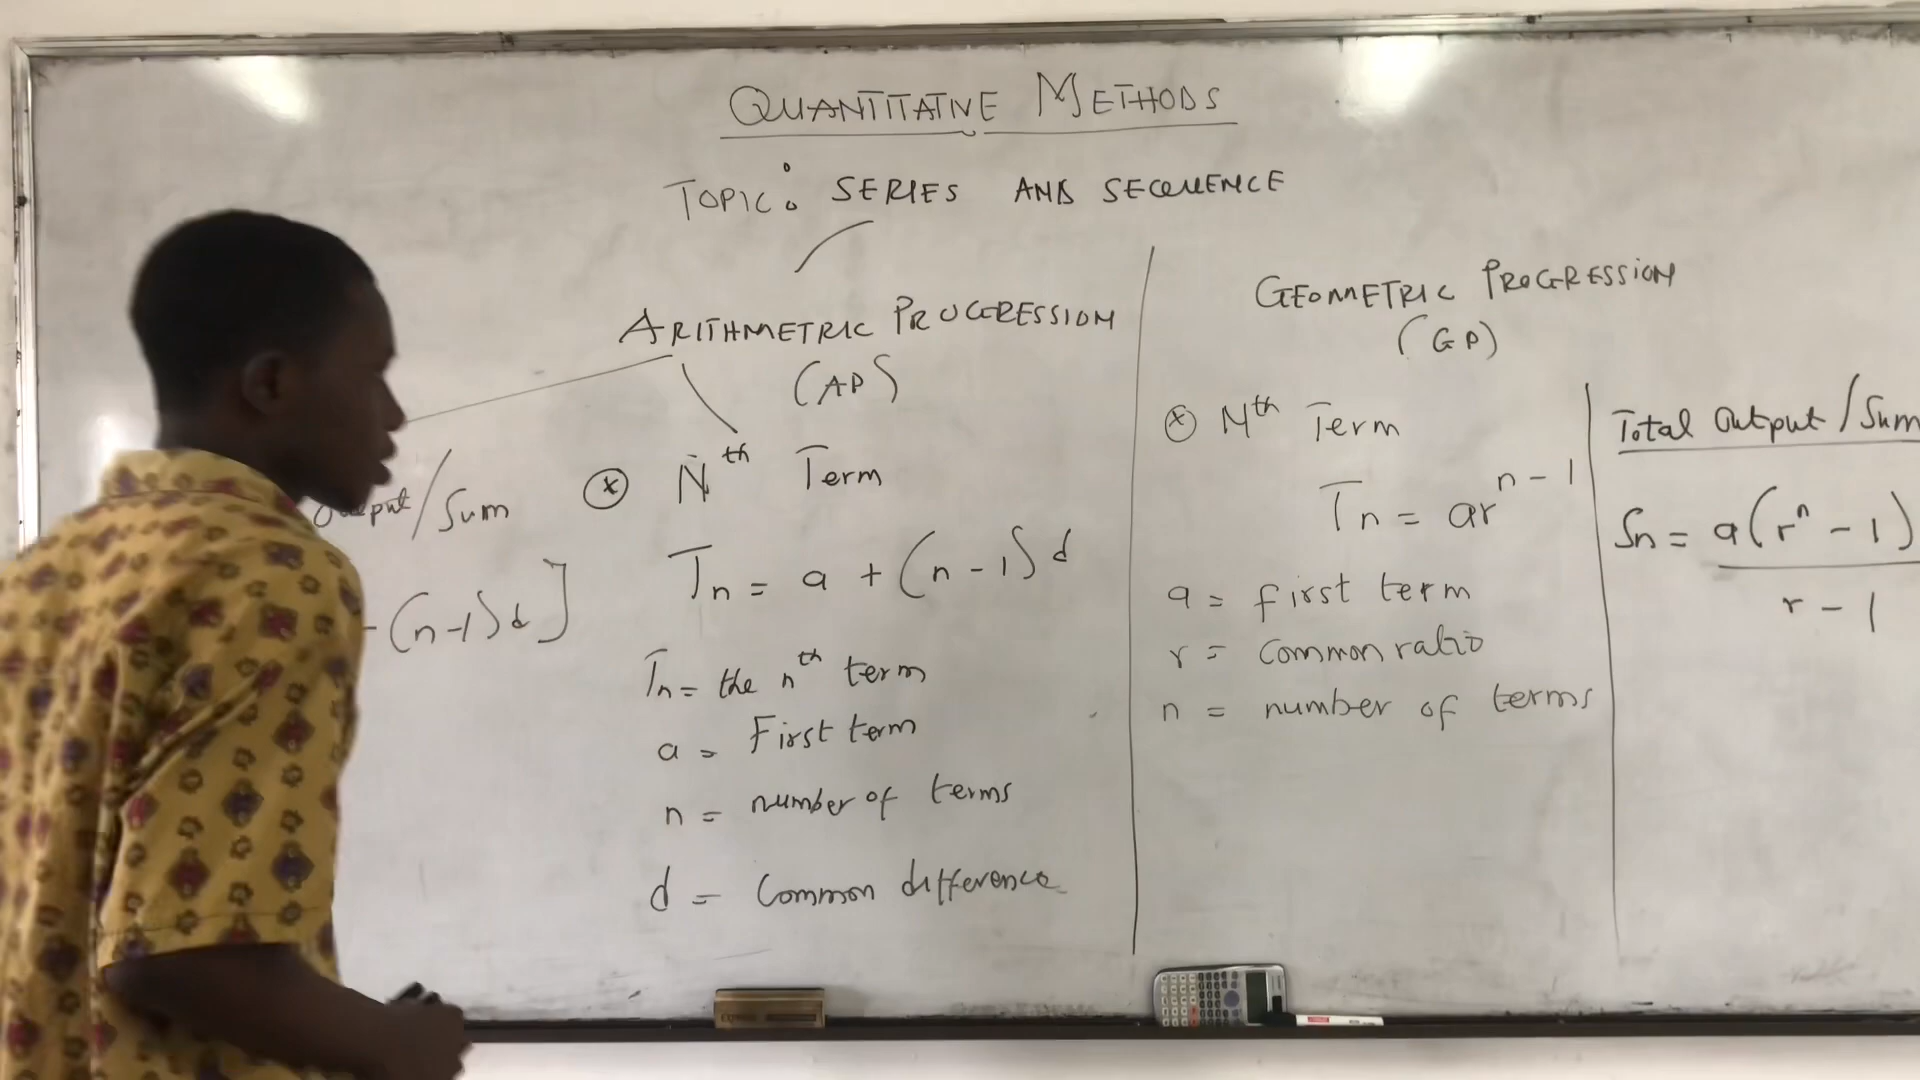 QUANTITATIVE METHODS
TOPIC: SERIES AND SEQUENCE
ARITHMETRIC PROGRESSION
(AP)
Output/Sum
(n-1)d]
* Nth Term
Tn = a + (n-1)d
Tn = the nth term
a = First term
n = number of terms
d = Common difference
GEOMETRIC PROGRESSION
(GP)
* Nth Term
Tn = ar^n-1
a = first term
r = common ratio
n = number of terms
Total Output/Sum
Sn = a(r^n - 1)
r - 1